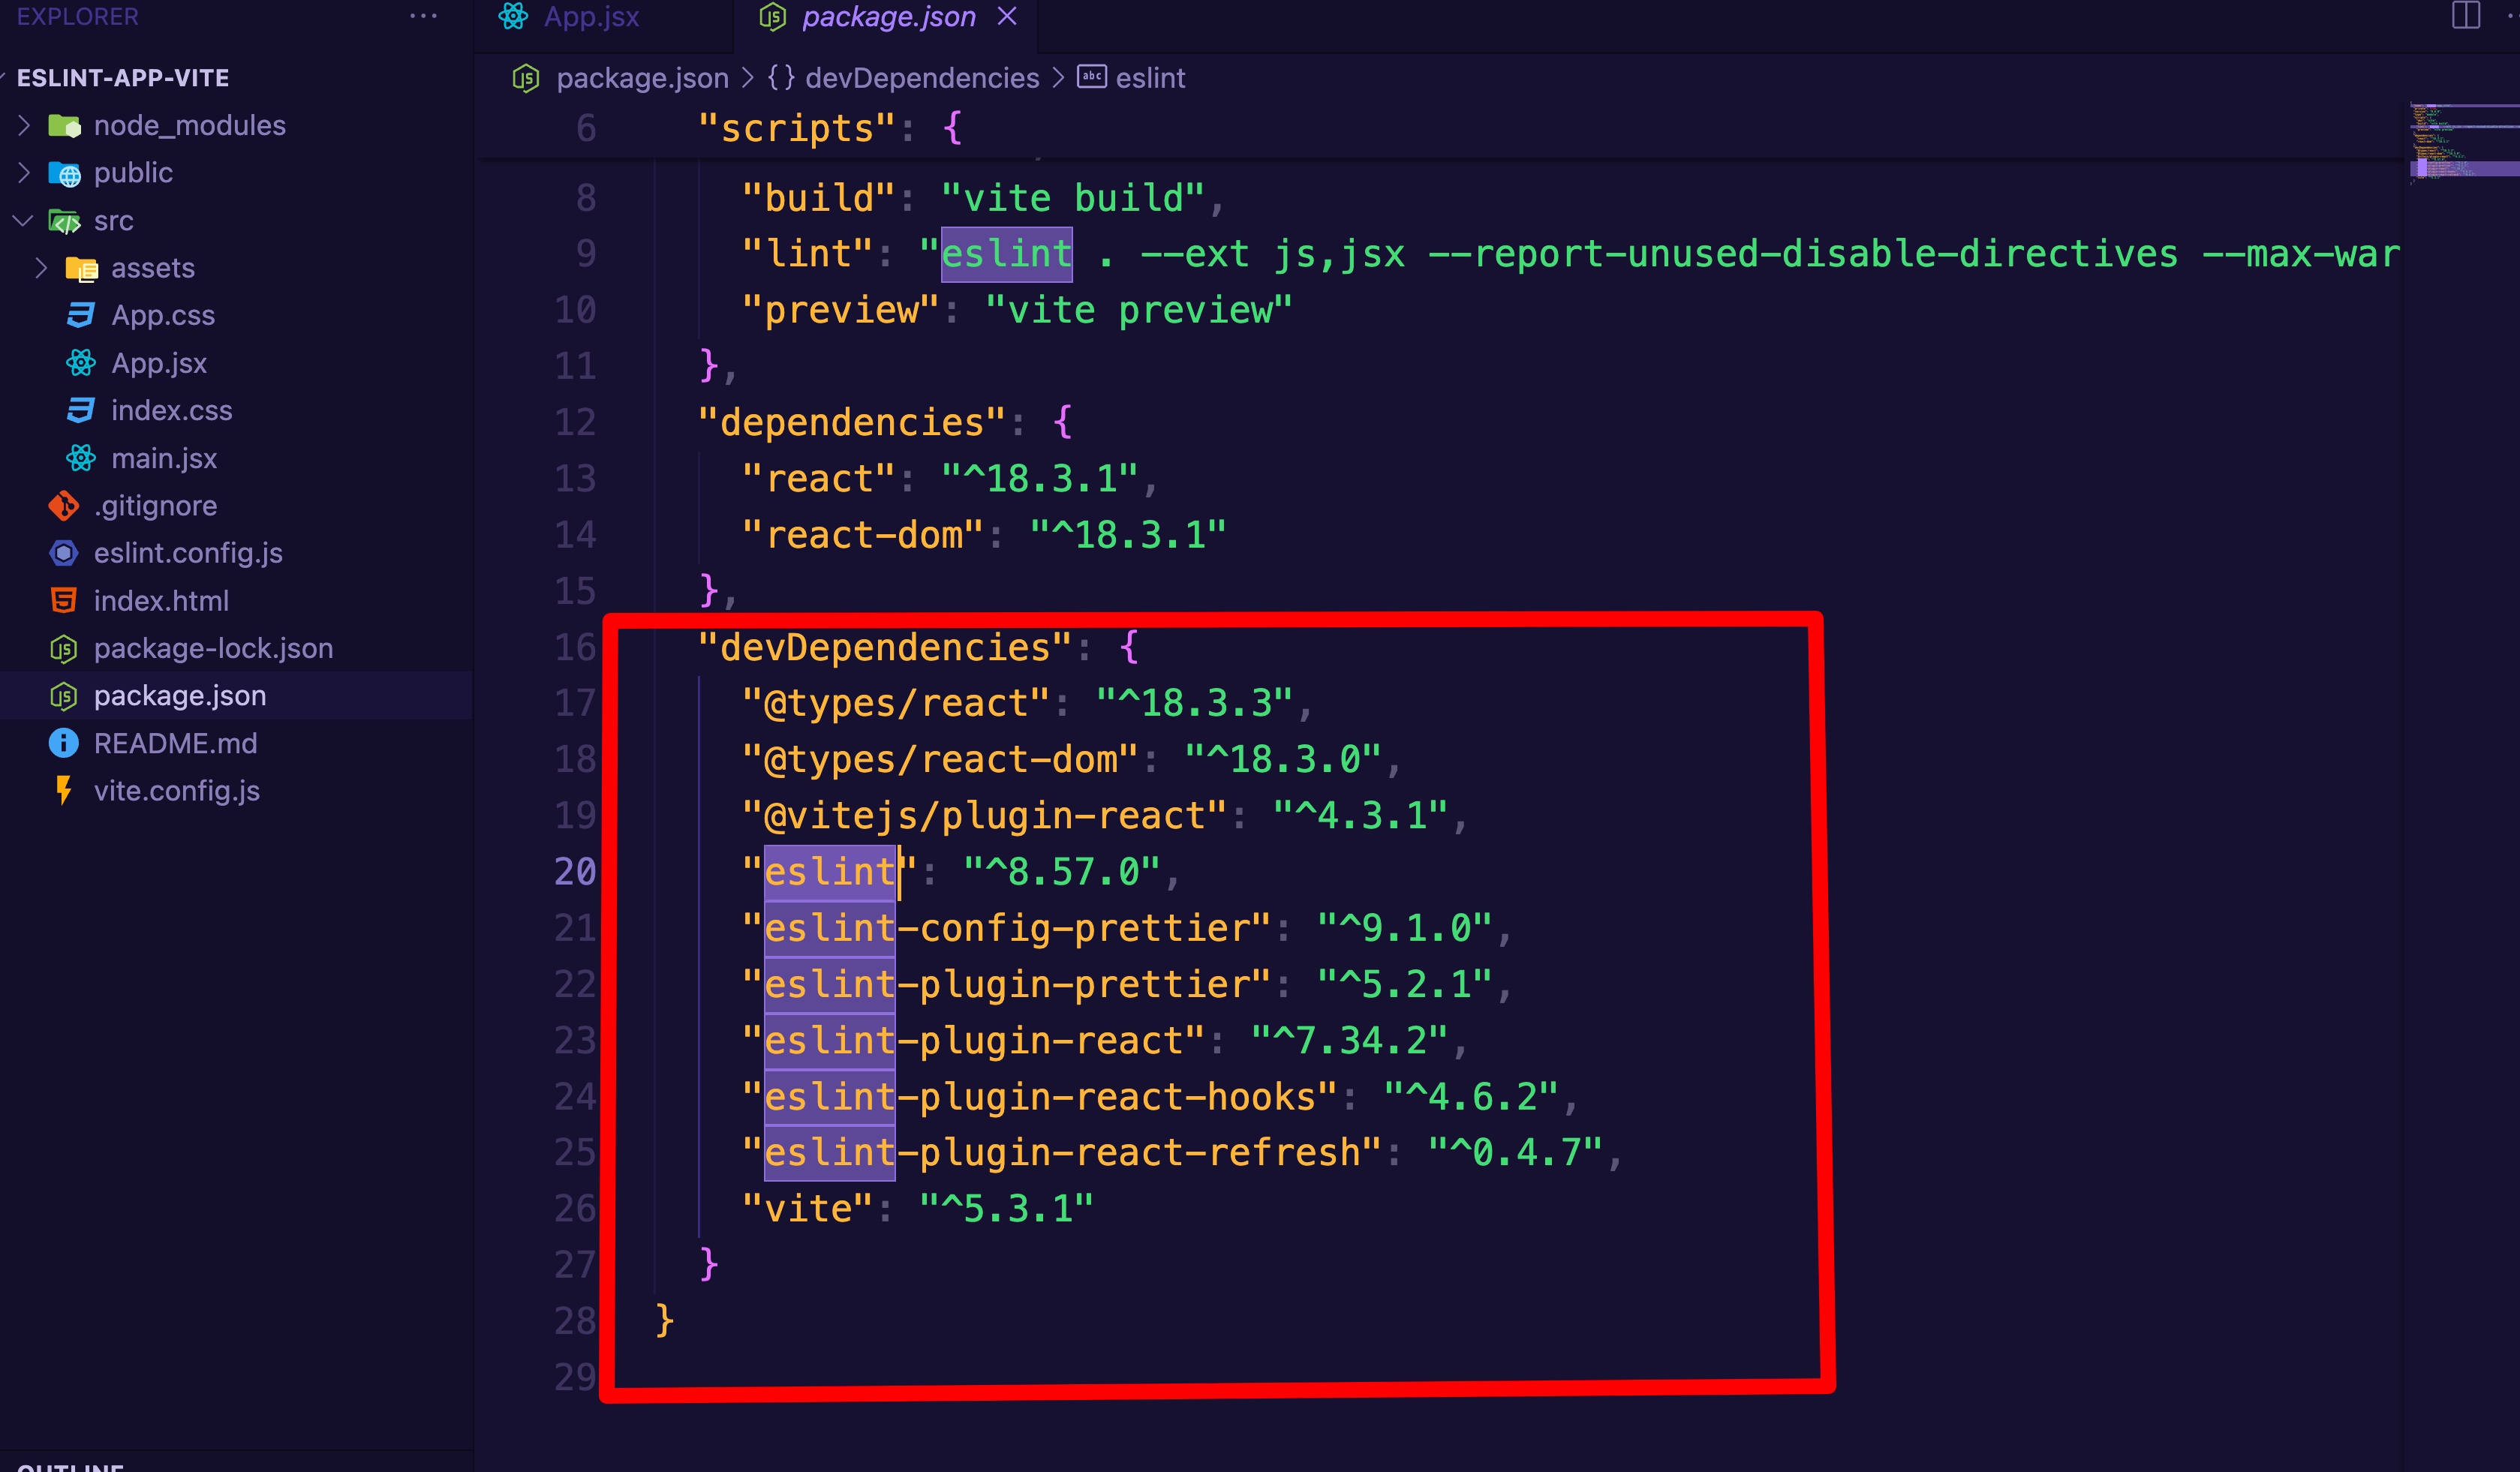 EXPLORER
ESLINT-APP-VITE
node_modules
public
src
assets
App.css
App.jsx
index.css
main.jsx
.gitignore
eslint.config.js
index.html
package-lock.json
package.json
README.md
vite.config.js
OUTLINE
App.jsx
package.json
package.json > {} devDependencies > abc eslint
6 "scripts": {
8 "build": "vite build",
9 "lint": "eslint . --ext js,jsx --report-unused-disable-directives --max-war
10 "preview": "vite preview"
11 },
12 "dependencies": {
13 "react": "^18.3.1",
14 "react-dom": "^18.3.1"
15 },
16 "devDependencies": {
17 "@types/react": "^18.3.3",
18 "@types/react-dom": "^18.3.0",
19 "@vitejs/plugin-react": "^4.3.1",
20 "eslint": "^8.57.0",
21 "eslint-config-prettier": "^9.1.0",
22 "eslint-plugin-prettier": "^5.2.1",
23 "eslint-plugin-react": "^7.34.2",
24 "eslint-plugin-react-hooks": "^4.6.2",
25 "eslint-plugin-react-refresh": "^0.4.7",
26 "vite": "^5.3.1"
27 }
28 }
29